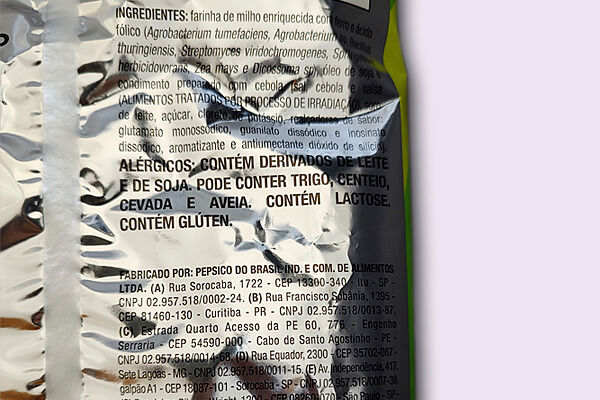 INGREDIENTES: farinha de milho enriquecida com ferro e ácido
fólico (Agrobacterium tumefaciens, Agrobacterium sp, Bacillus
thuringiensis, Streptomyces viridochromogenes,
herbicidovorans, Zea mays e Dicossoma sp) óleo de soja e
condimento preparado com cebola (sal, cebola e salsa
(ALIMENTOS TRATADOS POR PROCESSO DE IRRADIAÇÃO), soro
de leite, açúcar, cloreto de potássio, realçadores de sabor:
glutamato monossódico, guanilato dissódico e inosinato
dissódico, aromatizante e antiumectante dióxido de silício).
ALÉRGICOS: CONTÉM DERIVADOS DE LEITE
E DE SOJA. PODE CONTER TRIGO, CENTEIO,
CEVADA E AVEIA. CONTÉM LACTOSE.
CONTÉM GLÚTEN.
FABRICADO POR: PEPSICO DO BRASIL IND. E COM. DE ALIMENTOS
LTDA. (A) Rua Sorocaba, 1722 - CEP 13300-340 - Itu - SP -
CNPJ 02.957.518/0002-24. (B) Rua Francisco Sobânia, 1395 -
CEP 81460-130 - Curitiba - PR - CNPJ 02.957.518/0013-87.
(C), Estrada Quarto Acesso da PE 60, 776, - Engenho
Serraria - CEP 54590-000 - Cabo de Santo Agostinho - PE -
CNPJ 02.957.518/0014-68. (D) Rua Equador, 2300 - CEP 35702-087 -
Sete Lagoas - MG - CNPJ 02.957.518/0011-15. (E) Av. Independência, 417,
galpão A1 - CEP 18087-101 - Sorocaba - SP - CNPJ 02.957.518/0007-39.
1200 - CEP 08260-070 - São Paulo - SP -